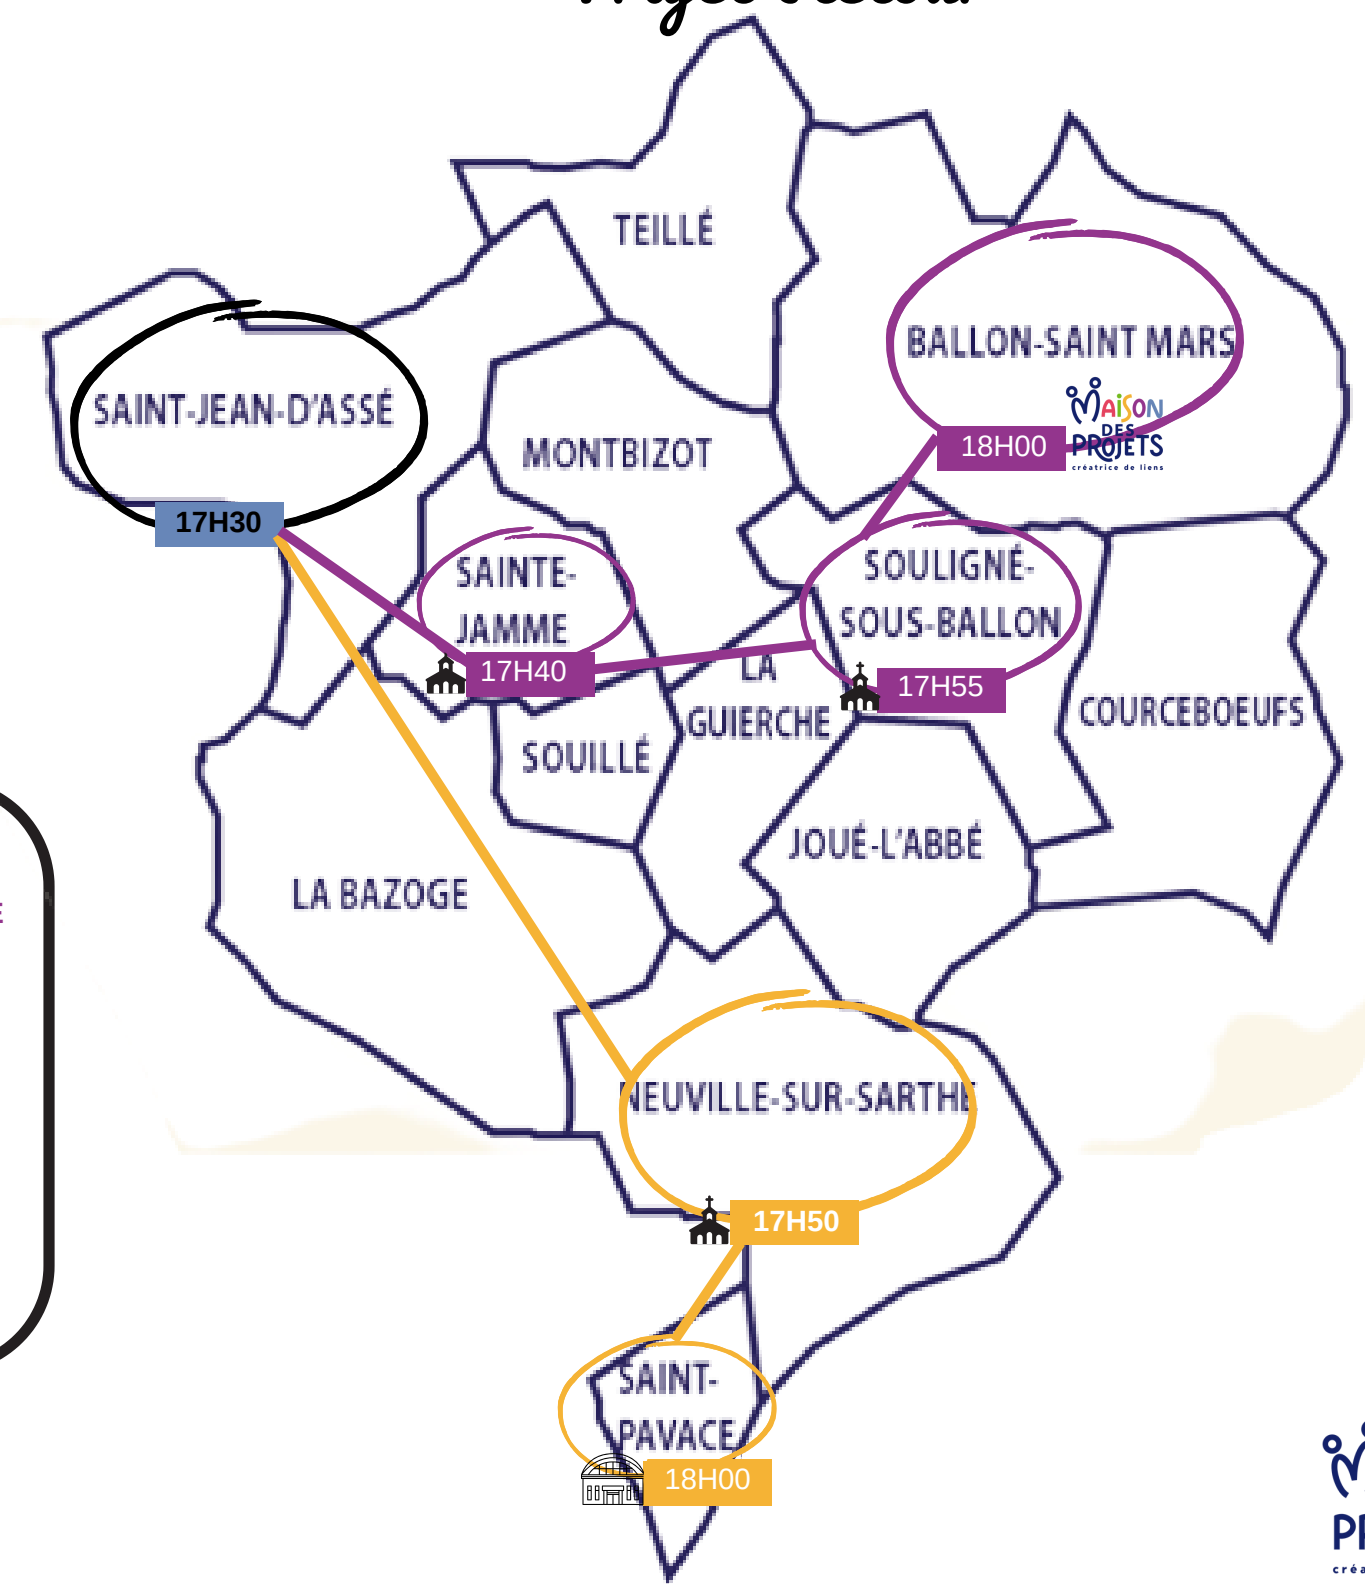 TEILLÉ
BALLON-SAINT MARS
MAISON
DES
PROJETS
créatrice de liens
18H00
SAINT-JEAN-D'ASSÉ
17H30
MONTBIZOT
SAINTE-
JAMME
17H40
SOULIGNÉ-
SOUS-BALLON
17H55
LA
GUIERCHE
COURCEBOEUFS
SOUILLÉ
JOUÉ-L'ABBÉ
LA BAZOGE
E
NEUVILLE-SUR-SARTHE
17H50
SAINT-
PAVACE
18H00
PR
créa